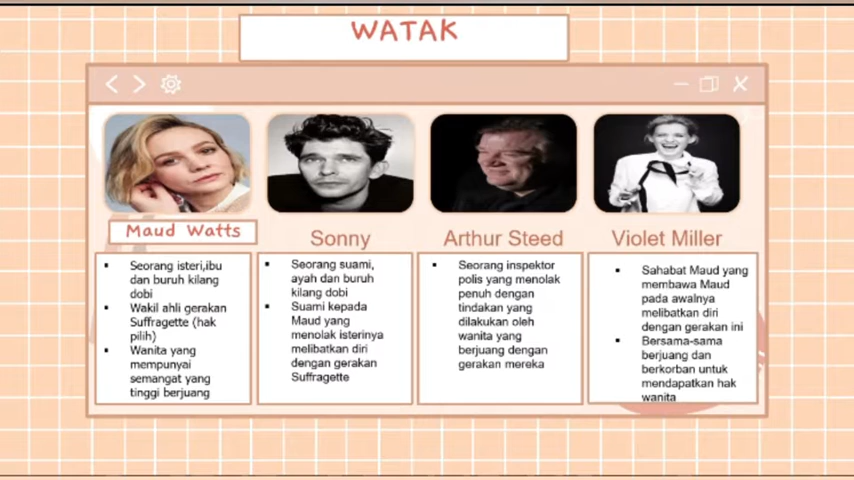 WATAK
Maud Watts
Seorang isteri,ibu
dan buruh kilang
dobi
Wakil ahli gerakan
Suffragette (hak
pilih)
Wanita yang
mempunyai
semangat yang
tinggi berjuang
Sonny
Seorang suami,
ayah dan buruh
kilang dobi
Suami kepada
Maud yang
menolak isterinya
melibatkan diri
dengan gerakan
Suffragette
Arthur Steed
Seorang inspektor
polis yang menolak
penuh dengan
tindakan yang
dilakukan oleh
wanita yang
berjuang dengan
gerakan mereka
Violet Miller
Sahabat Maud yang
membawa Maud
pada awalnya
melibatkan diri
dengan gerakan ini
Bersama-sama
berjuang dan
berkorban untuk
mendapatkan hak
wanita